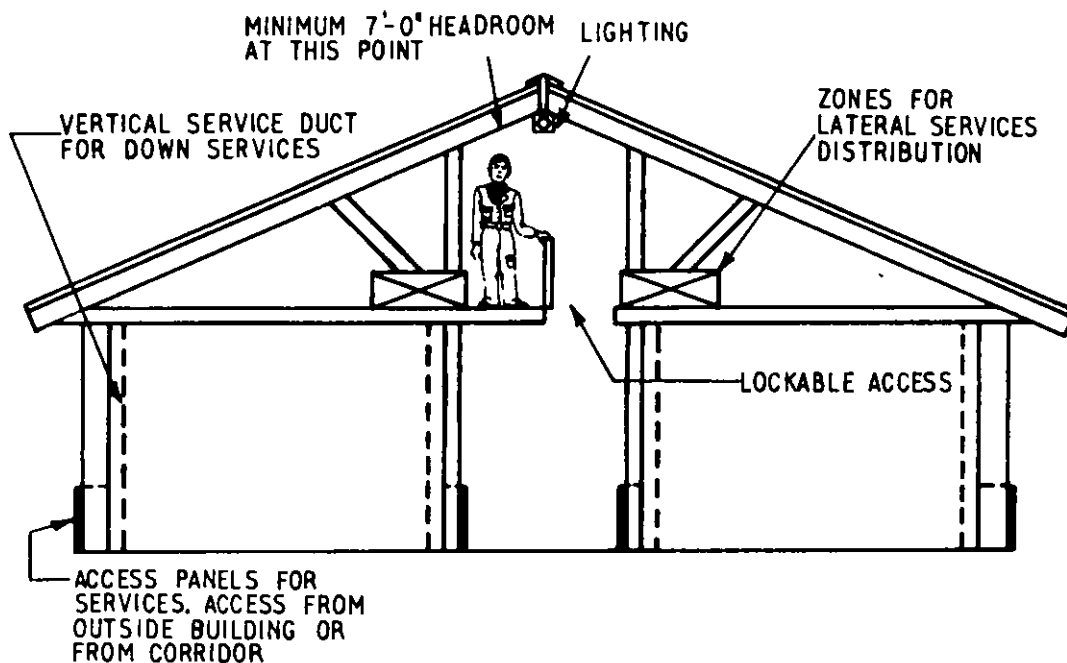 MINIMUM 7'-0" HEADROOM
AT THIS POINT
LIGHTING
ZONES FOR
LATERAL SERVICES
DISTRIBUTION
VERTICAL SERVICE DUCT
FOR DOWN SERVICES
LOCKABLE ACCESS
ACCESS PANELS FOR
SERVICES. ACCESS FROM
OUTSIDE BUILDING OR
FROM CORRIDOR